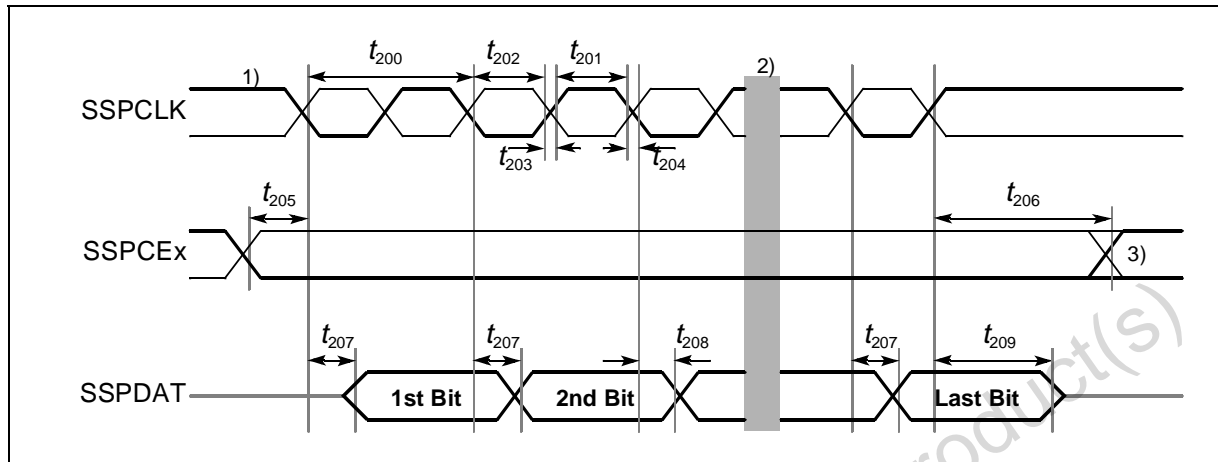 1) t200 t202 t201 2)
SSPCLK
t203 t204
t205 t206
SSPCEx 3)
t207 t207 t208 t207 t209
SSPDAT 1st Bit 2nd Bit Last Bit
roduct(s)